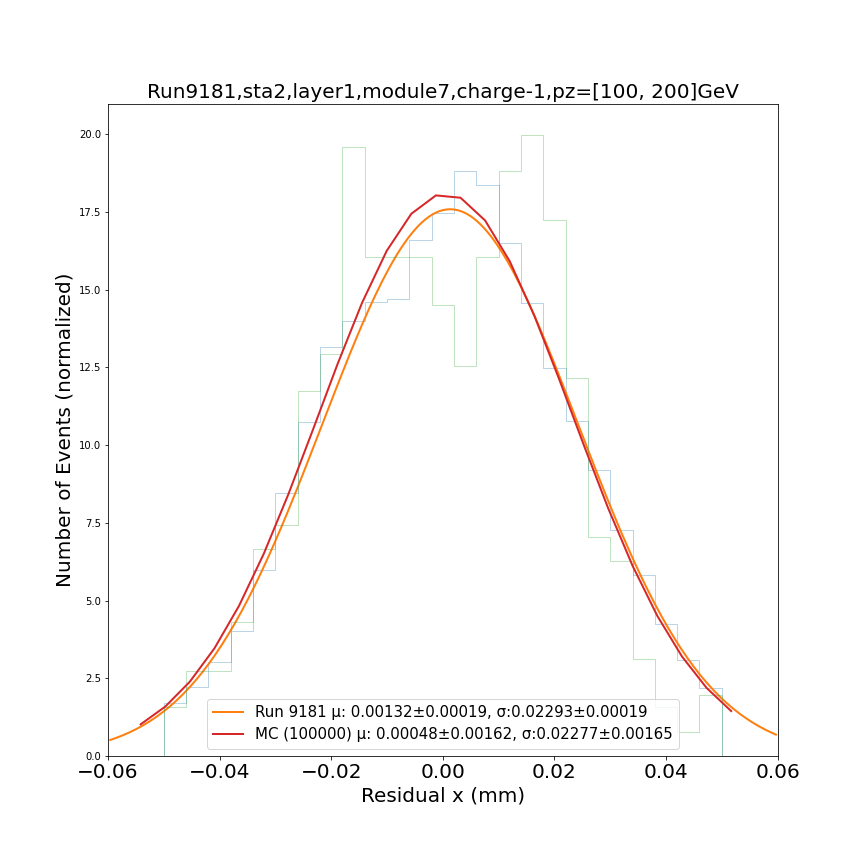 Run9181,sta2,layer1,module7,charge-1,pz=[100, 200]GeV
20.0
17.5
15.0
12.5
10.0
7.5
5.0
2.5
0.0
Number of Events (normalized)
Run 9181 μ: 0.00132±0.00019, σ:0.02293±0.00019
MC (100000) μ: 0.00048±0.00162, σ:0.02277±0.00165
−0.06 −0.04 −0.02 0.00 0.02 0.04 0.06
Residual x (mm)